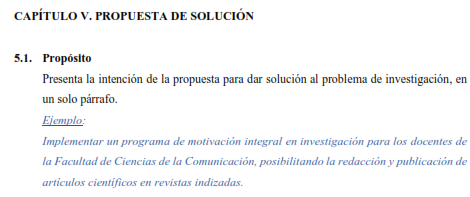 CAPÍTULO V. PROPUESTA DE SOLUCIÓN
5.1. Propósito
Presenta la intención de la propuesta para dar solución al problema de investigación, en
un solo párrafo.
Ejemplo:
Implementar un programa de motivación integral en investigación para los docentes de
la Facultad de Ciencias de la Comunicación, posibilitando la redacción y publicación de
artículos científicos en revistas indizadas.